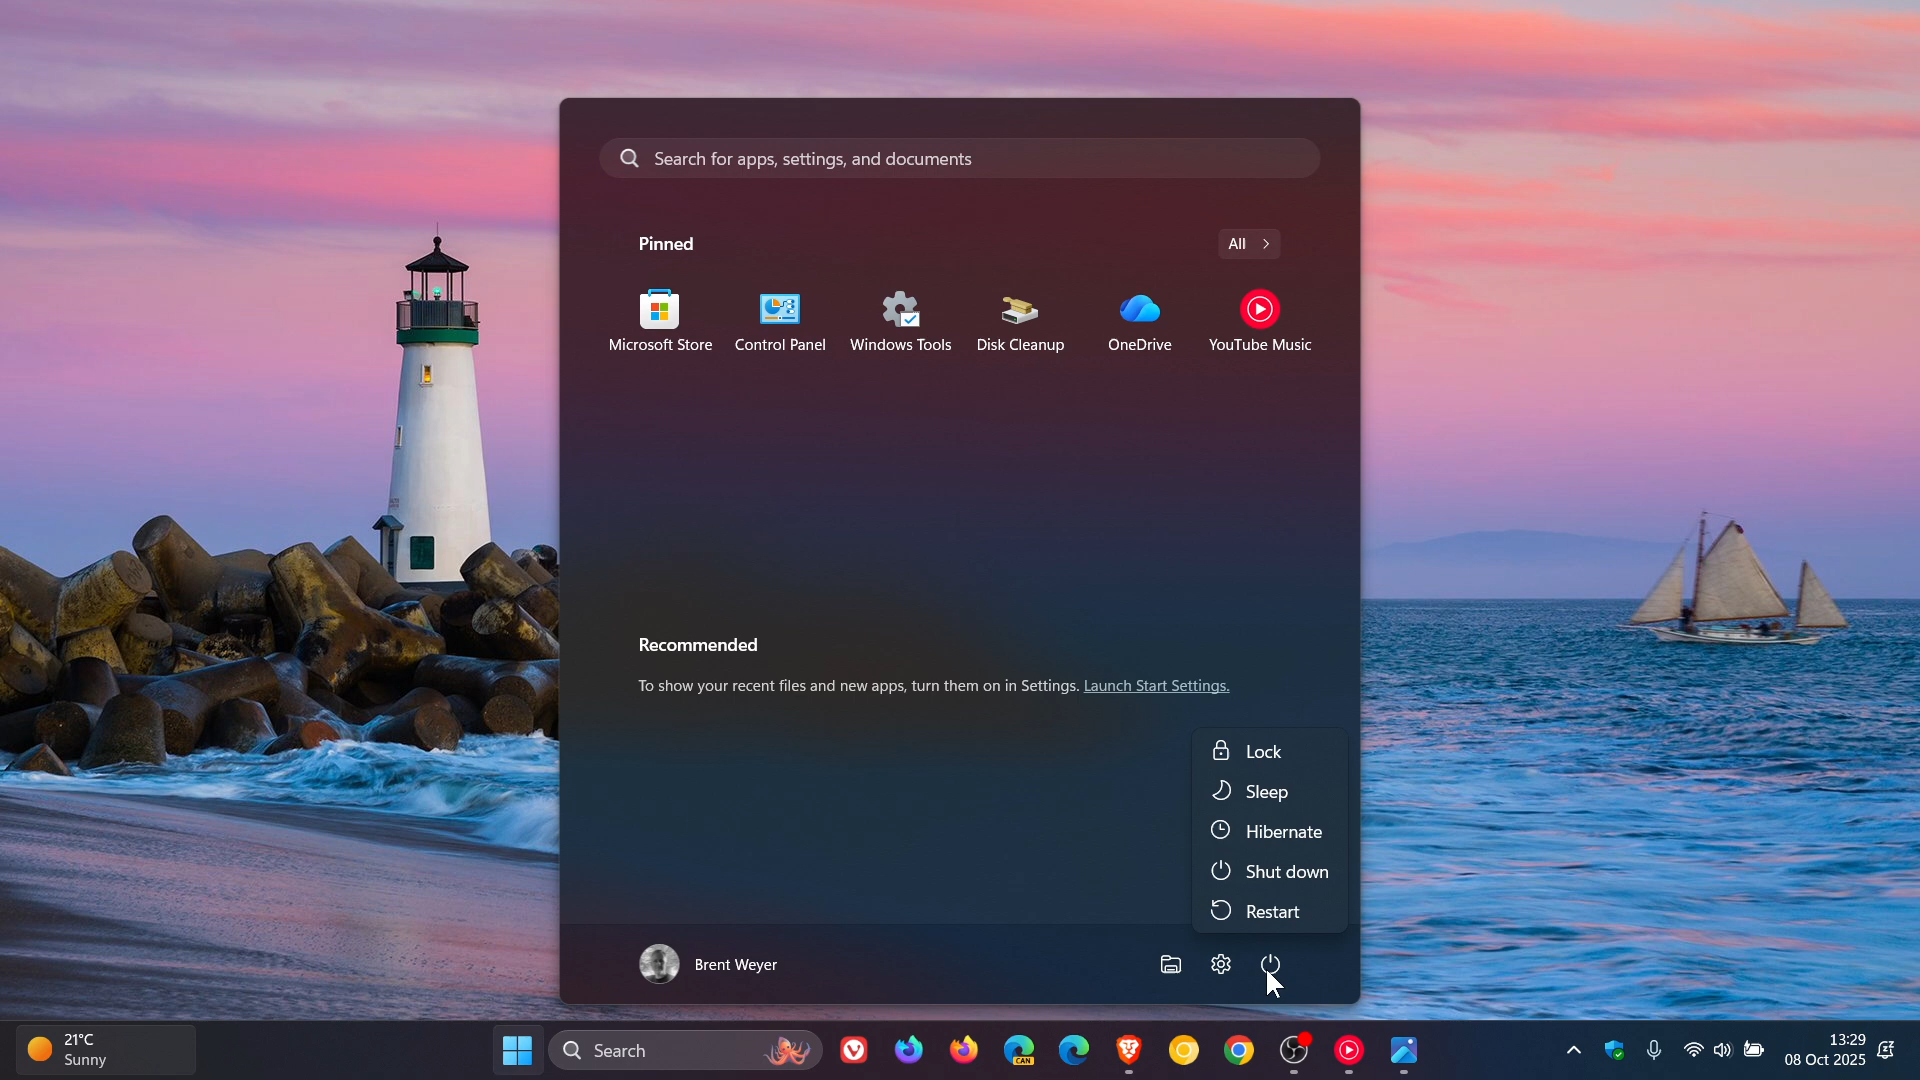 Search for apps, settings, and documents
Pinned
All
Microsoft Store
Control Panel
Windows Tools
Disk Cleanup
OneDrive
YouTube Music
Recommended
To show your recent files and new apps, turn them on in Settings. Launch Start Settings.
Lock
Sleep
Hibernate
Shut down
Restart
Brent Weyer
21°C
Sunny
Search
CAN
13:29
08 Oct 2025